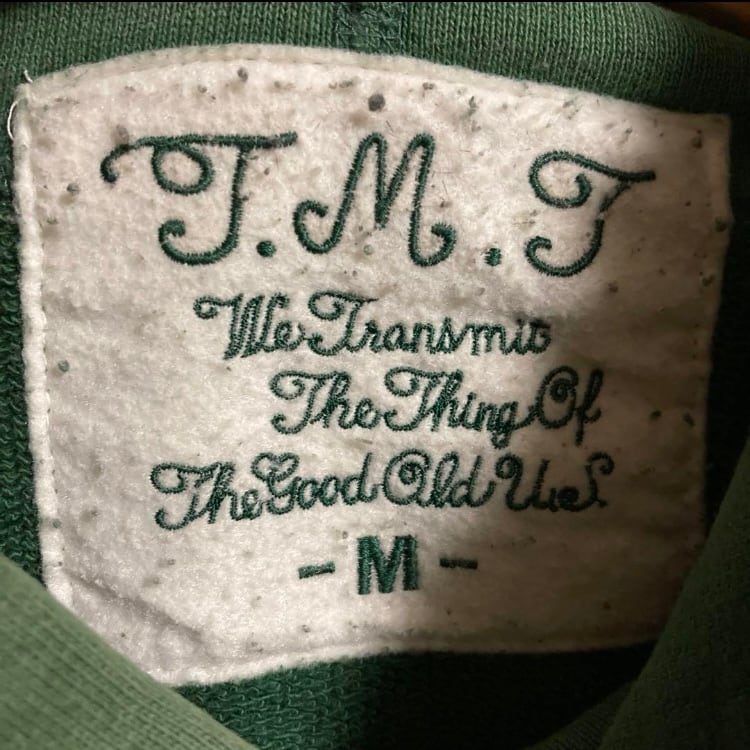 T.M.T
We Transmit
The Thing Of
The Good Old U.S.
- M -